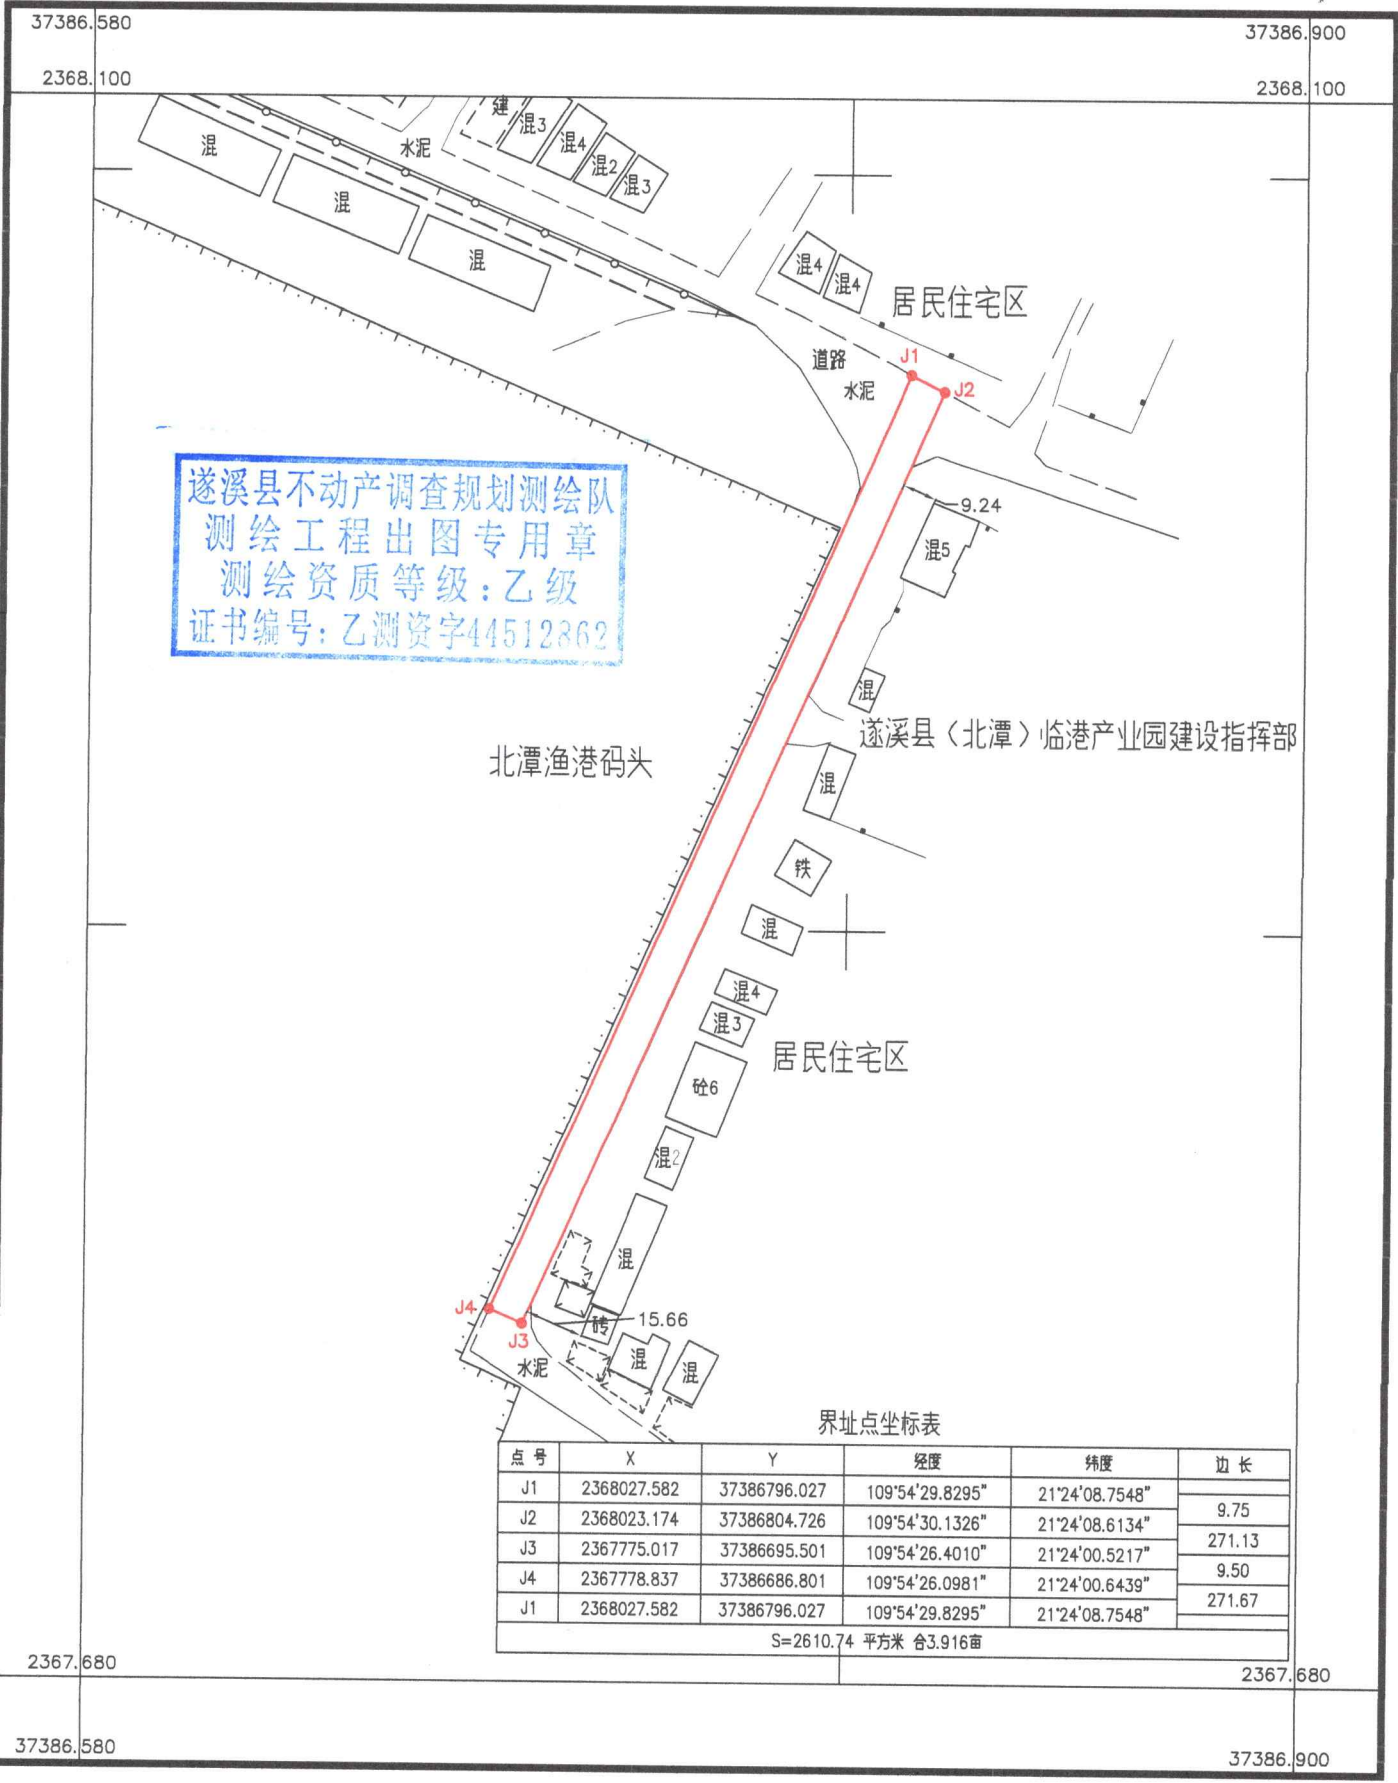 37386.580
37386.900
2368.100
2368.100
建
混3
混4
混2
混3
水泥
混
混
混
混4
混4
居民住宅区
道路
水泥
J1
J2
9.24
混5
遂溪县不动产调查规划测绘队
测绘工程出图专用章
测绘资质等级：乙级
证书编号：乙测资字44512862
混
遂溪县（北潭）临港产业园建设指挥部
北潭渔港码头
混
铁
混
混4
混3
居民住宅区
砼6
混2
混
J4
J3
砖
15.66
水泥
混
混
界址点坐标表
点号 X Y 经度 纬度 边长
J1 2368027.582 37386796.027 109°54'29.8295" 21°24'08.7548"
9.75
J2 2368023.174 37386804.726 109°54'30.1326" 21°24'08.6134"
271.13
J3 2367775.017 37386695.501 109°54'26.4010" 21°24'00.5217"
9.50
J4 2367778.837 37386686.801 109°54'26.0981" 21°24'00.6439"
271.67
J1 2368027.582 37386796.027 109°54'29.8295" 21°24'08.7548"
S=2610.74 平方米 合3.916亩
2367.680
2367.680
37386.580
37386.900